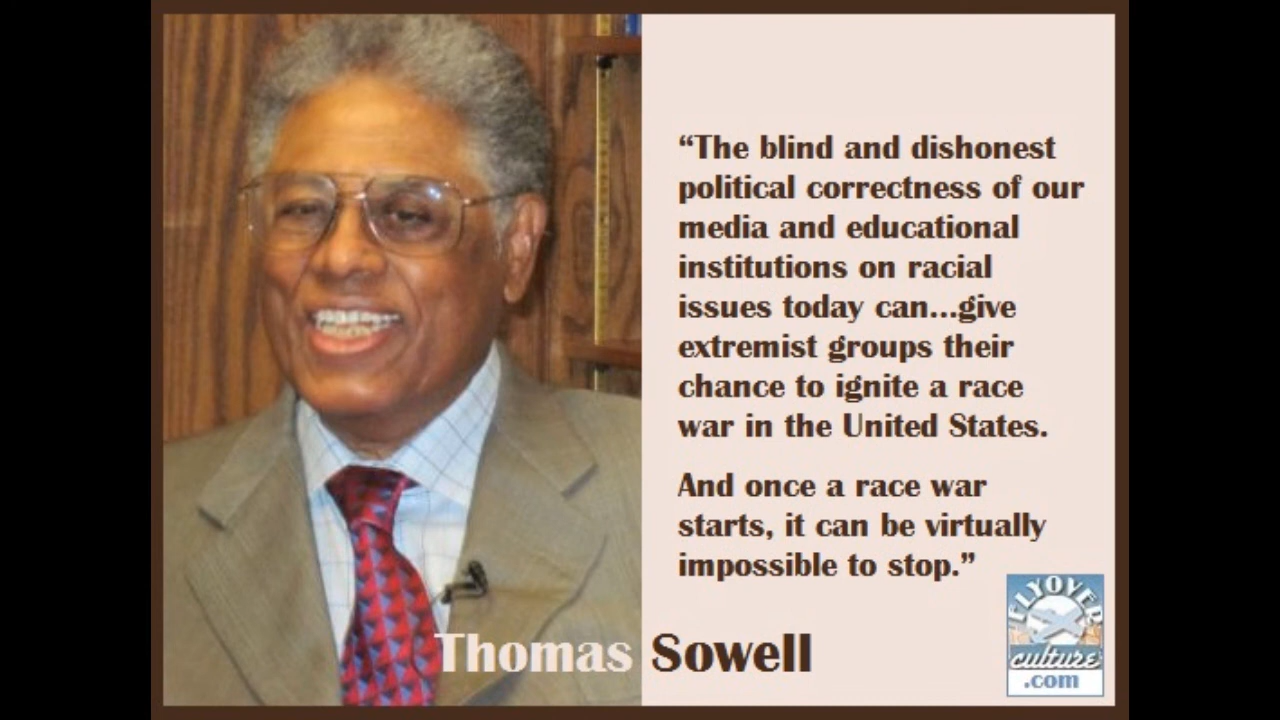 “The blind and dishonest
political correctness of our
media and educational
institutions on racial
issues today can...give
extremist groups their
chance to ignite a race
war in the United States.
And once a race war
starts, it can be virtually
impossible to stop.”
Thomas Sowell
FLYOVER
culture
.com